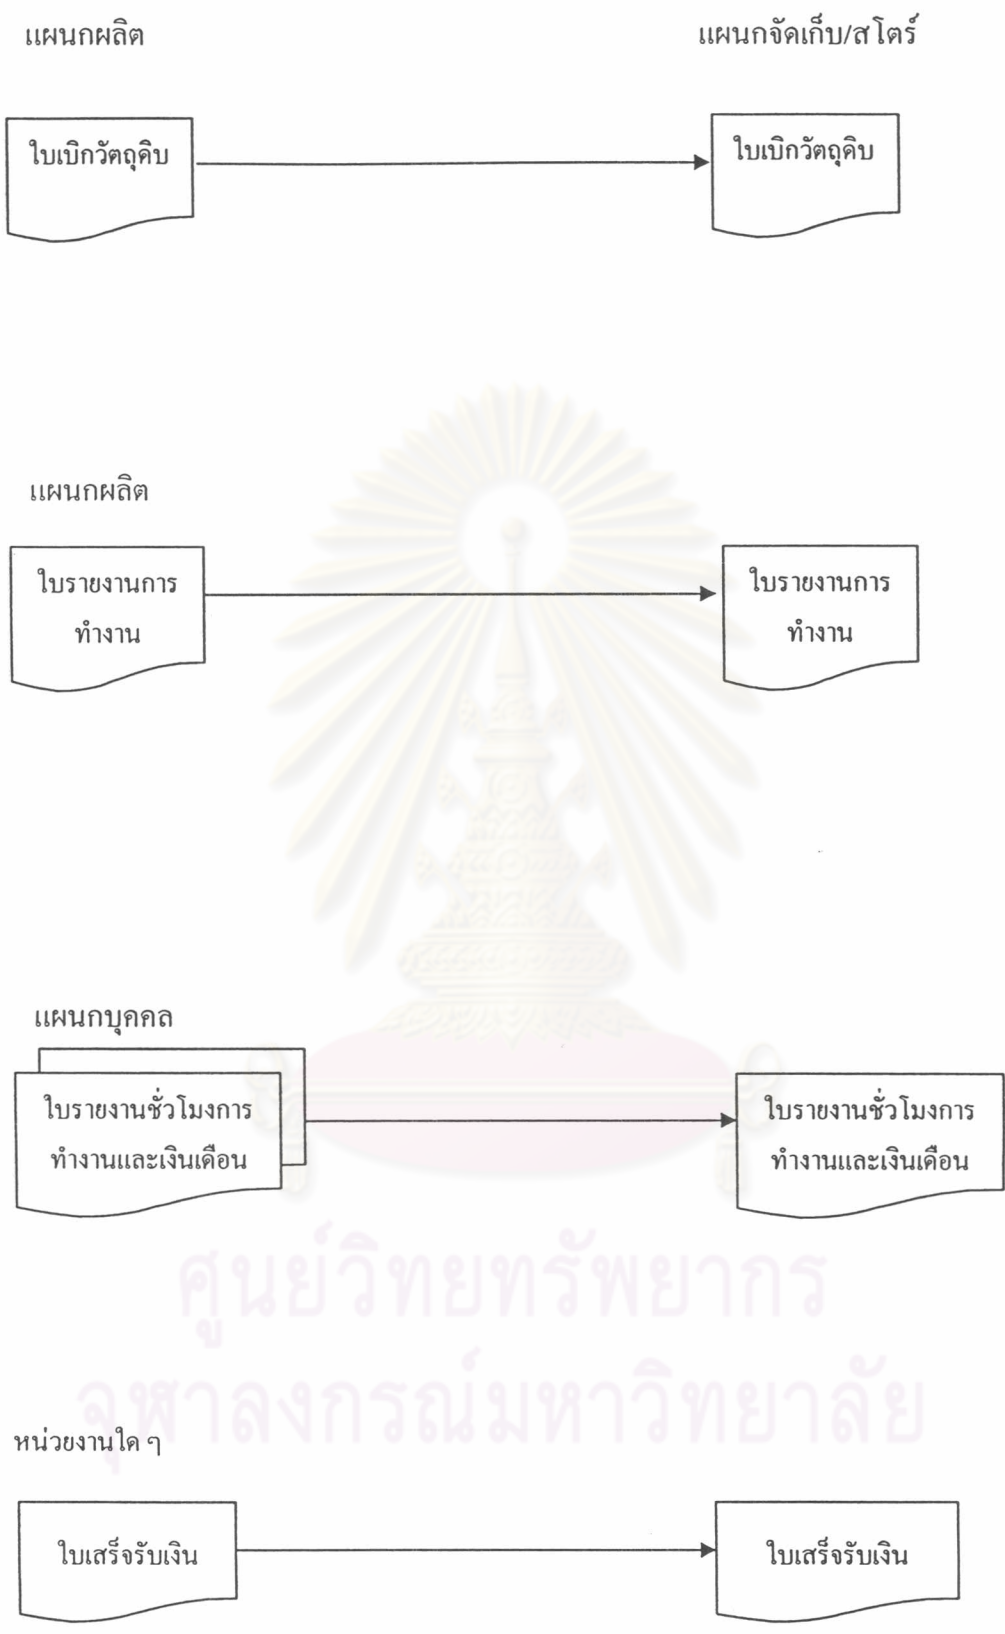 แผนกผลิต
แผนกจัดเก็บ/สโตร์
ใบเบิกวัตถุดิบ
ใบเบิกวัตถุดิบ
แผนกผลิต
ใบรายงานการ
ทำงาน
ใบรายงานการ
ทำงาน
แผนกบุคคล
ใบรายงานชั่วโมงการ
ทำงานและเงินเดือน
ใบรายงานชั่วโมงการ
ทำงานและเงินเดือน
ศูนย์วิทยทรัพยากร
จุฬาลงกรณ์มหาวิทยาลัย
หน่วยงานใด ๆ
ใบเสร็จรับเงิน
ใบเสร็จรับเงิน